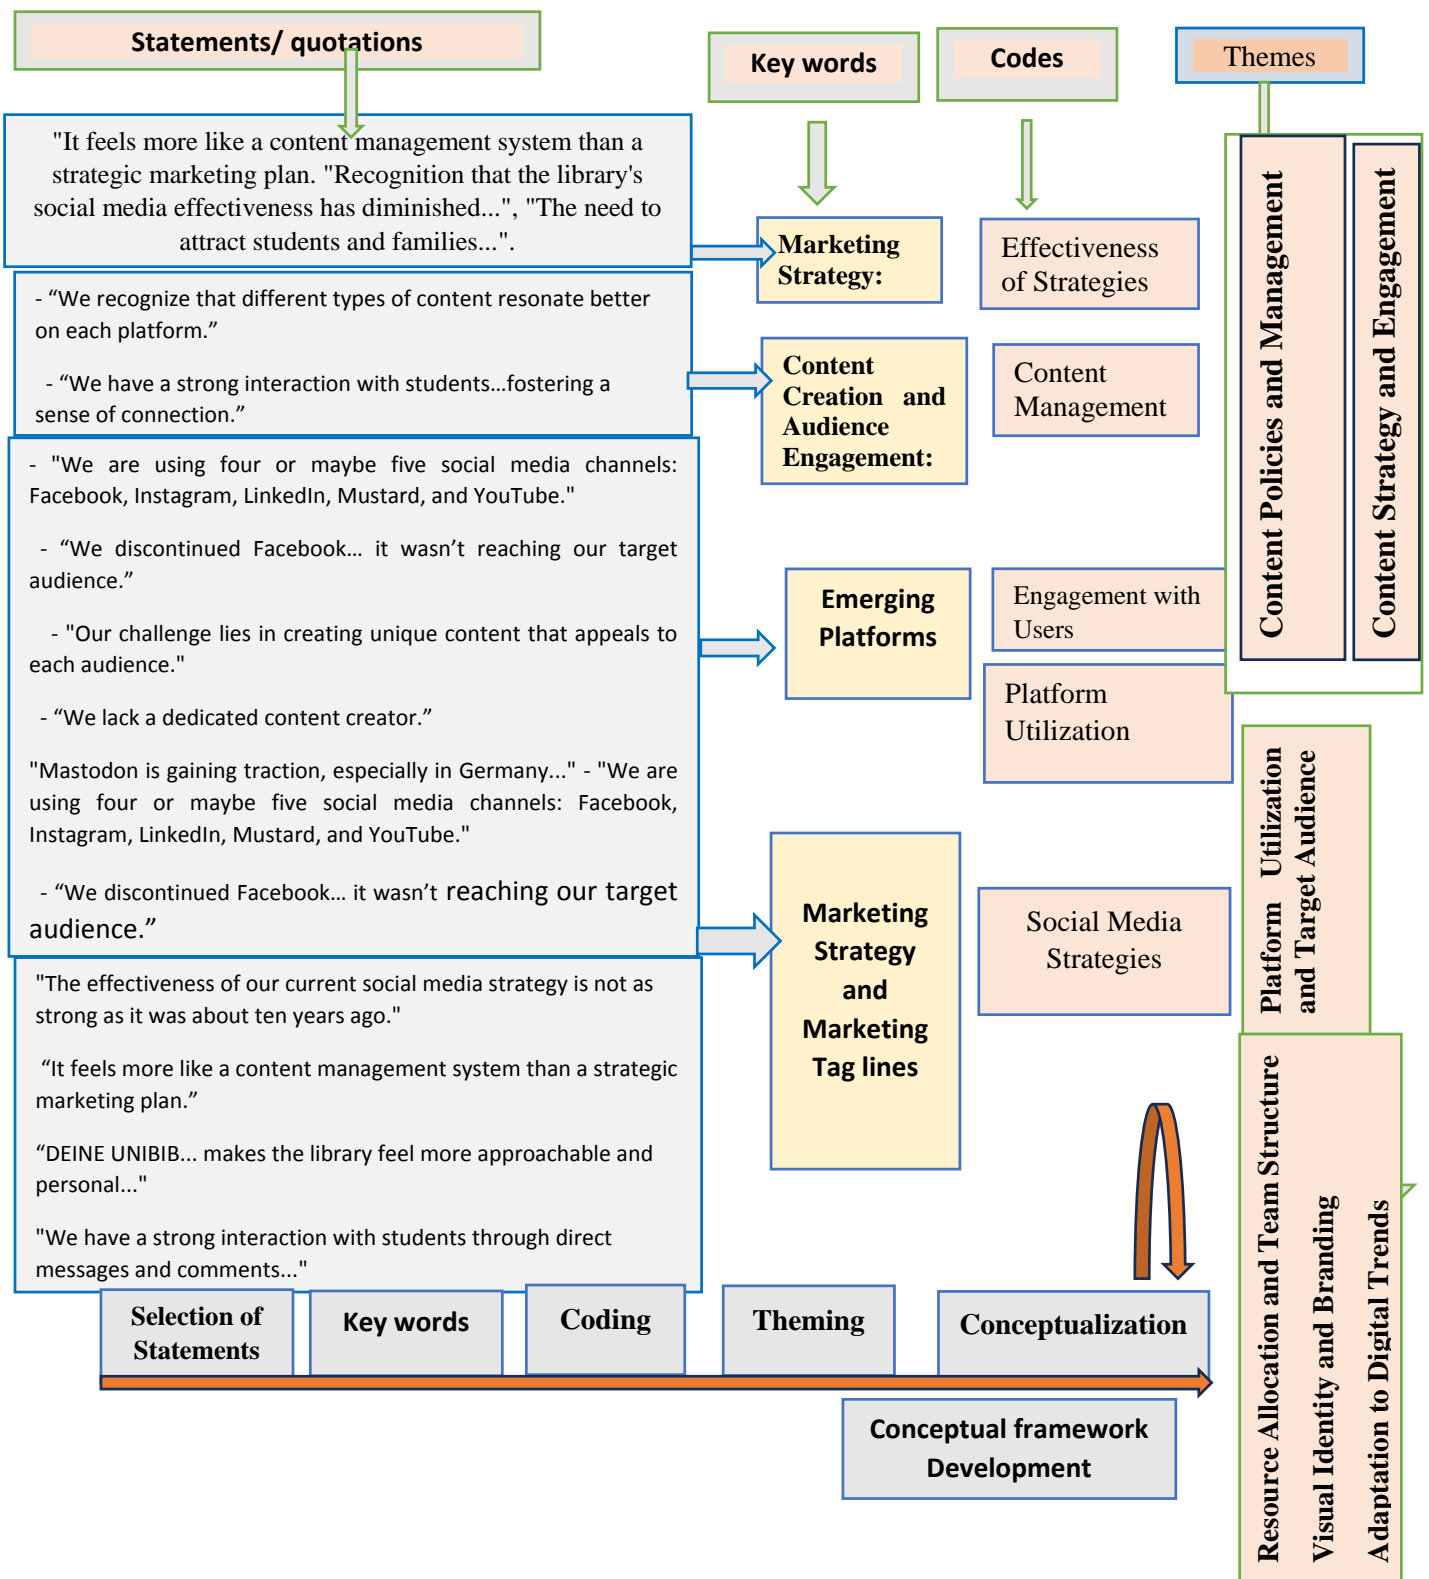 Statements/ quotations
Key words
Codes
Themes
"It feels more like a content management system than a
strategic marketing plan. "Recognition that the library's
social media effectiveness has diminished...", "The need to
attract students and families...".
Marketing
Strategy:
Effectiveness
of Strategies
- “We recognize that different types of content resonate better
on each platform.”
- “We have a strong interaction with students…fostering a
sense of connection.”
Content
Creation and
Audience
Engagement:
Content
Management
- "We are using four or maybe five social media channels:
Facebook, Instagram, LinkedIn, Mustard, and YouTube."
- “We discontinued Facebook… it wasn’t reaching our target
audience.”
- "Our challenge lies in creating unique content that appeals to
each audience."
- “We lack a dedicated content creator.”
"Mastodon is gaining traction, especially in Germany..." - "We are
using four or maybe five social media channels: Facebook,
Instagram, LinkedIn, Mustard, and YouTube."
- “We discontinued Facebook… it wasn’t reaching our target
audience.”
Emerging
Platforms
Engagement with
Users
Platform
Utilization
Marketing
Strategy
and
Marketing
Tag lines
Social Media
Strategies
"The effectiveness of our current social media strategy is not as
strong as it was about ten years ago."
“It feels more like a content management system than a strategic
marketing plan.”
“DEINE UNIBIB... makes the library feel more approachable and
personal..."
"We have a strong interaction with students through direct
messages and comments..."
Content Policies and Management
Content Strategy and Engagement
Platform Utilization
and Target Audience
Resource Allocation and Team Structure
Visual Identity and Branding
Adaptation to Digital Trends
Selection of
Statements
Key words
Coding
Theming
Conceptualization
Conceptual framework
Development